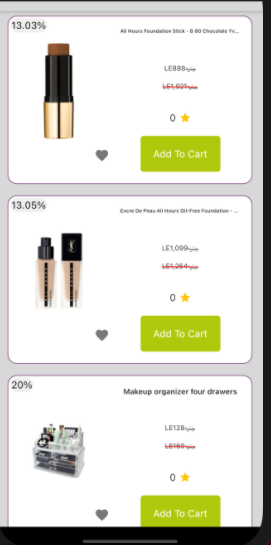 13.03%
All Hours Foundation Stick - B 80 Chocolate Yv...
LE888جنيه
LE1,021جنيه
0
Add To Cart
13.05%
Encre De Peau All Hours Oil-Free Foundation - ...
LE1,099جنيه
LE1,264جنيه
0
Add To Cart
20%
Makeup organizer four drawers
LE128جنيه
LE160جنيه
0
Add To Cart